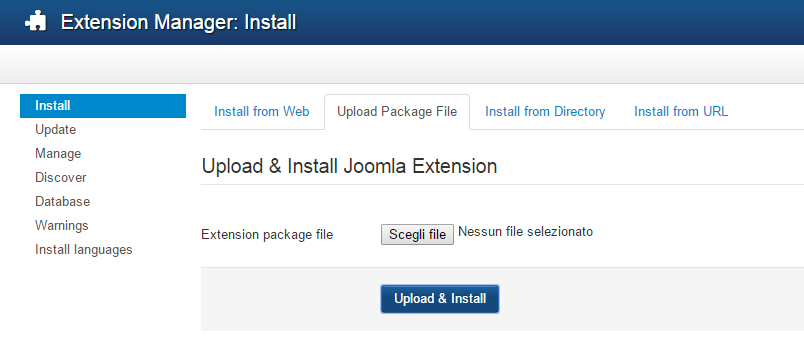 Extension Manager: Install
Install
Update
Manage
Discover
Database
Warnings
Install languages
Install from Web Upload Package File Install from Directory Install from URL
Upload & Install Joomla Extension
Extension package file Scegli file Nessun file selezionato
Upload & Install